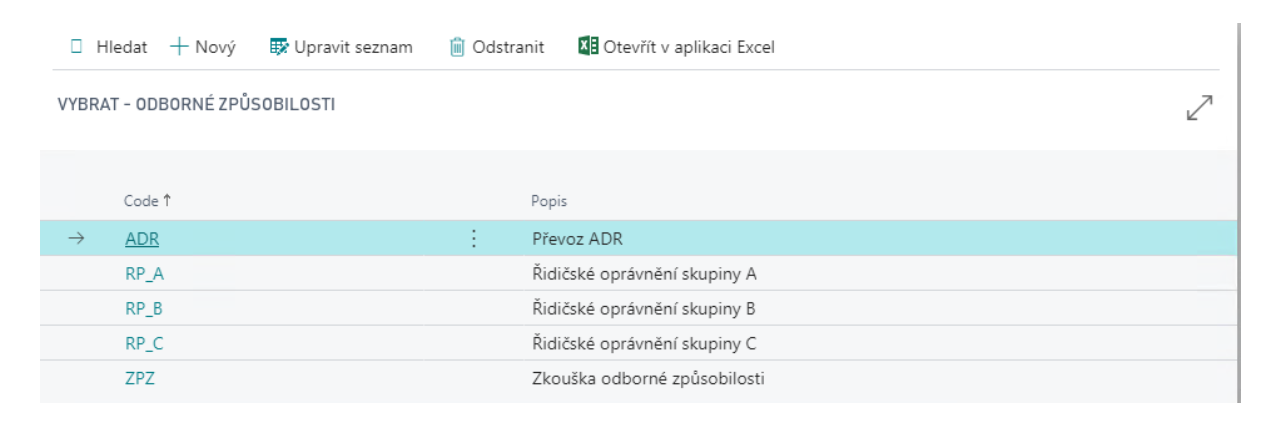 Hledat Nový Upravit seznam Odstranit Otevřít v aplikaci Excel
VYBRAT - ODBORNÉ ZPŮSOBILOSTI
Code ↑ Popis
ADR Převoz ADR
RP_A Řidičské oprávnění skupiny A
RP_B Řidičské oprávnění skupiny B
RP_C Řidičské oprávnění skupiny C
ZPZ Zkouška odborné způsobilosti